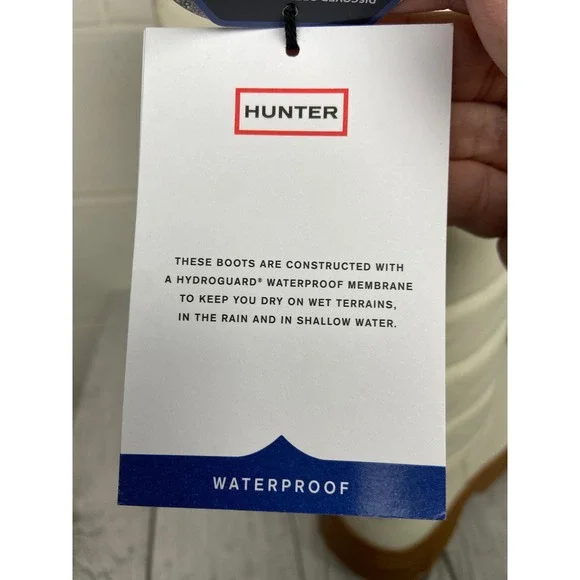 HUNTER
THESE BOOTS ARE CONSTRUCTED WITH
A HYDROGUARD® WATERPROOF MEMBRANE
TO KEEP YOU DRY ON WET TERRAINS,
IN THE RAIN AND IN SHALLOW WATER.
WATERPROOF